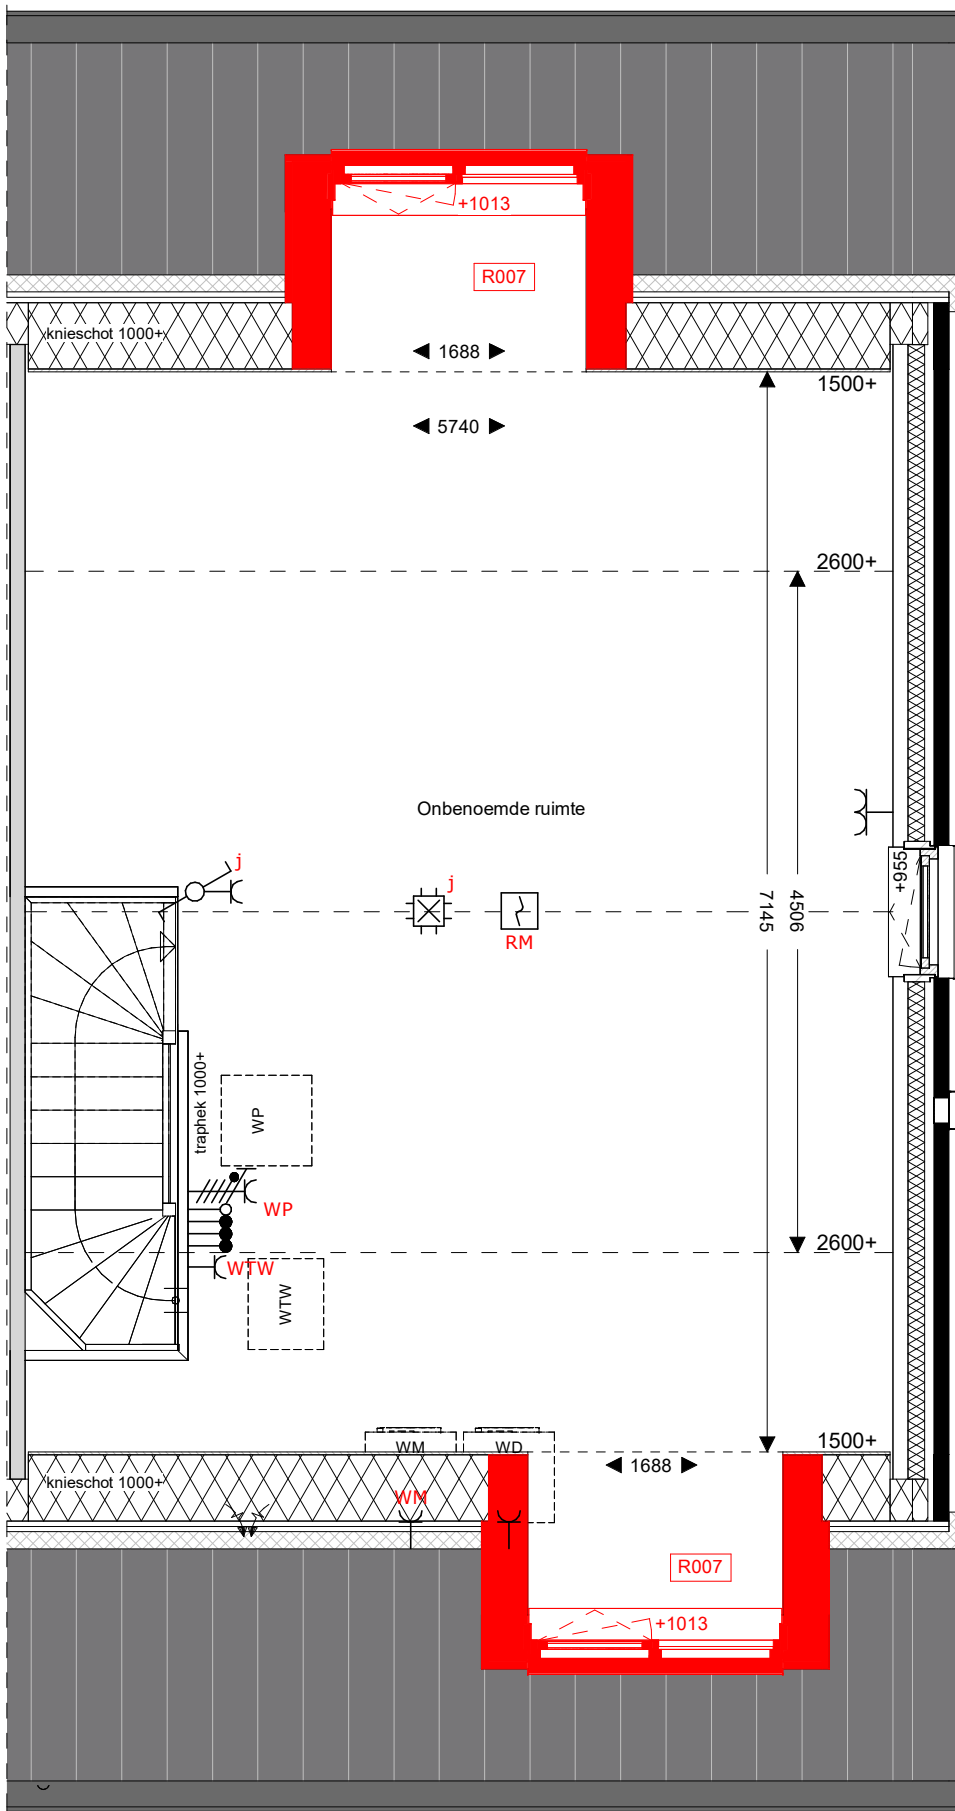 +1013
R007
knieschot 1000+
1688
1500+
5740
2600+
Onbenoemde ruimte
+955
j
j
4506
7145
RM
traphek 1000+
WP
WP
2600+
WTW
WTW
1500+
WM
WD
1688
knieschot 1000+
WM
R007
+1013